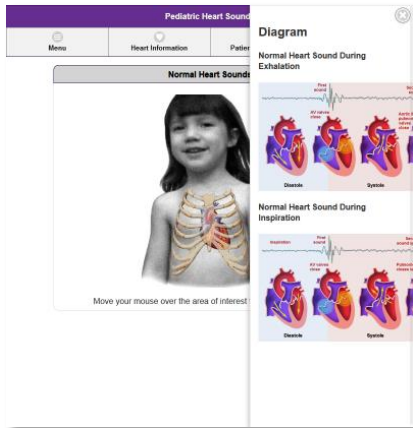 Pediatric Heart Sound
Menu
Heart Information
Patien
Normal Heart Sounds
Move your mouse over the area of interest
Diagram
Normal Heart Sound During
Exhalation
First
sound
AV valves
close
Diastole
Systole
Normal Heart Sound During
Inspiration
Inspiration
First
sound
AV valves
close
Diastole
Systole